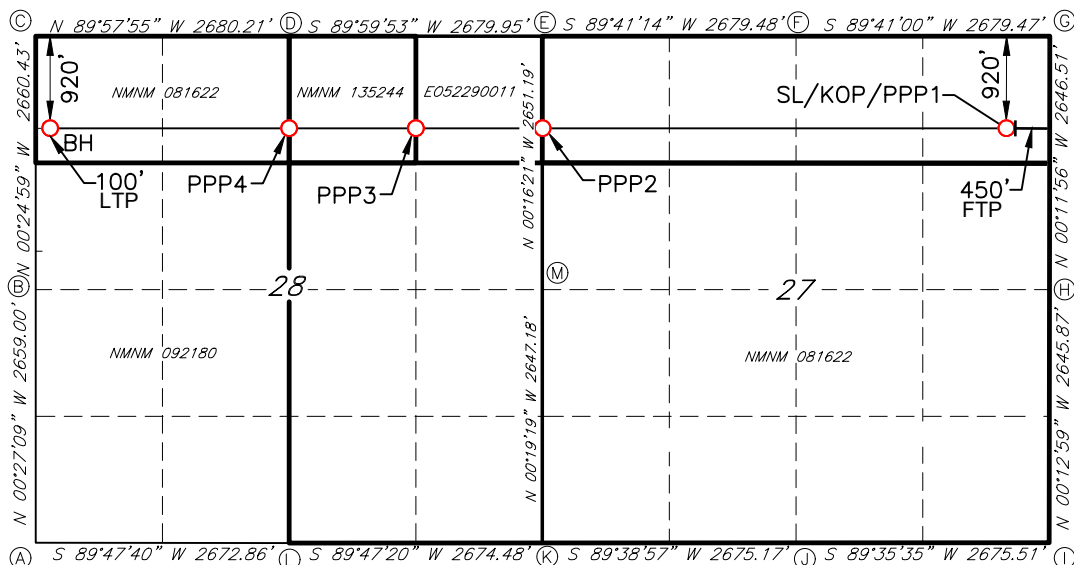 C N 89°57'55" W 2680.21' D S 89°59'53" W 2679.95' E S 89°41'14" W 2679.48' F S 89°41'00" W 2679.47' G
N 00°24'59" W 2660.43'
920'
NMNM 081622
NMNM 135244
E052290011
N 00°16'21" W 2651.19'
SL/KOP/PPP1
920'
N 00°11'56" W 2646.51'
BH
100'
LTP
PPP4
PPP3
PPP2
450'
FTP
B
28
M
27
H
NMNM 092180
NMNM 081622
N 00°27'09" W 2659.00'
N 00°19'19" W 2647.18'
N 00°12'59" W 2645.87'
A S 89°47'40" W 2672.86' L S 89°47'20" W 2674.48' K S 89°38'57" W 2675.17' J S 89°35'35" W 2675.51' I